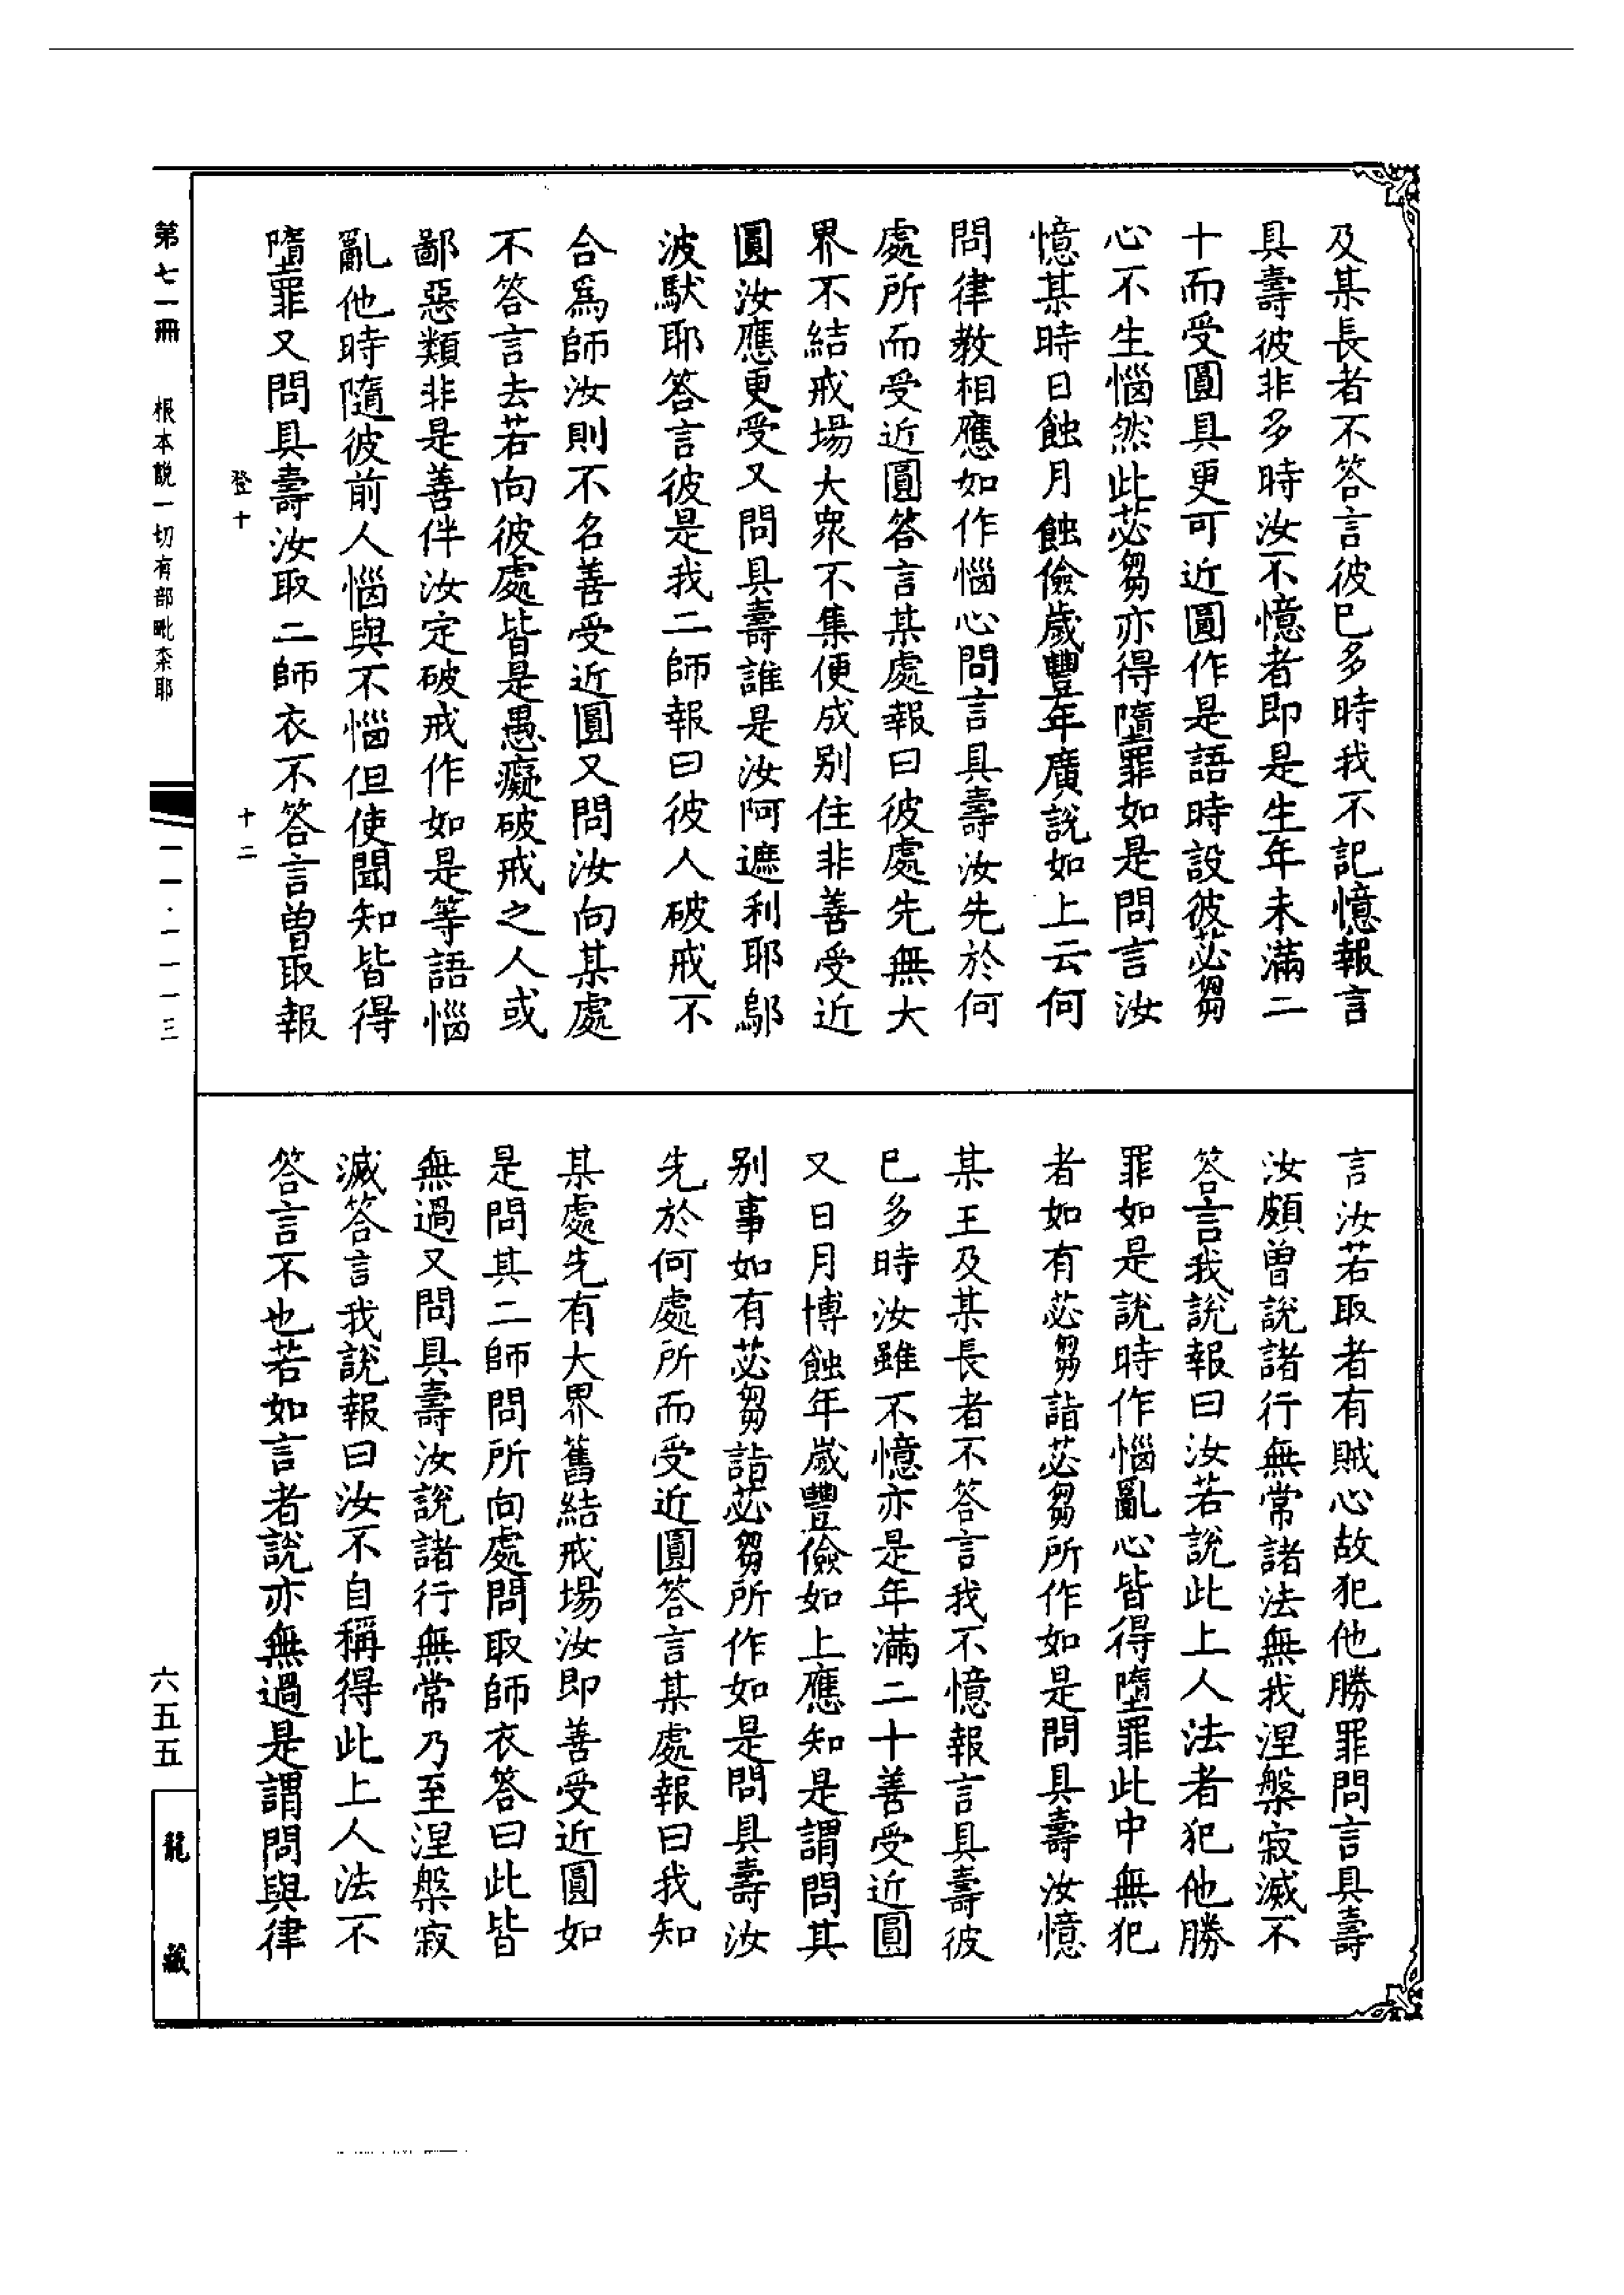 及某長者不答言彼巳多時我不記憶報言
具壽彼非多時汝不憶者即是生年未滿二
十而受圓具更可近圓作是語時設彼苾芻
心不生惱然此苾芻亦得墮罪如是問言汝
憶某時日蝕月蝕儉歲豐年廣說如上云何
問律教相應如作惱心問言具壽汝先於何
處所而受近圓答言某處報曰彼處先無大
界不結戒場大衆不集便成別住非善受近
圓汝應更受又問具壽誰是汝阿遮利耶鄔
波馱耶答言彼是我二師報曰彼人破戒不
合爲師汝則不名善受近圓又問汝向某處
不答言去若向彼處皆是愚癡破戒之人或
鄙惡類非是善伴汝定破戒作如是等語惱
亂他時隨彼前人惱與不惱但使聞知皆得
墮罪又問具壽汝取二師衣不答言曾取報
登十
十二
言汝若取者有賊心故犯他勝罪問言具壽
汝頗曾說諸行無常諸法無我涅槃寂滅不
答言我說報曰汝若說此上人法者犯他勝
罪如是說時作惱亂心皆得墮罪此中無犯
者如有苾芻詣苾芻所作如是問具壽汝憶
某王及某長者不答言我不憶報言具壽彼
巳多時汝雖不憶亦是年滿二十善受近圓
又日月博蝕年歲豐儉如上應知是謂問其
別事如有苾芻詣苾芻所作如是問具壽汝
先於何處所而受近圓答言某處報曰我知
某處先有大界舊結戒場汝即善受近圓如
是問其二師問所向處問取師衣答曰此皆
無過又問具壽汝說諸行無常乃至涅槃寂
滅答言我說報曰汝不自稱得此上人法不
答言不也若如言者說亦無過是謂問與律
第七一冊
根本說一切有部毗柰耶
一一·一一一三
六五五
龍藏